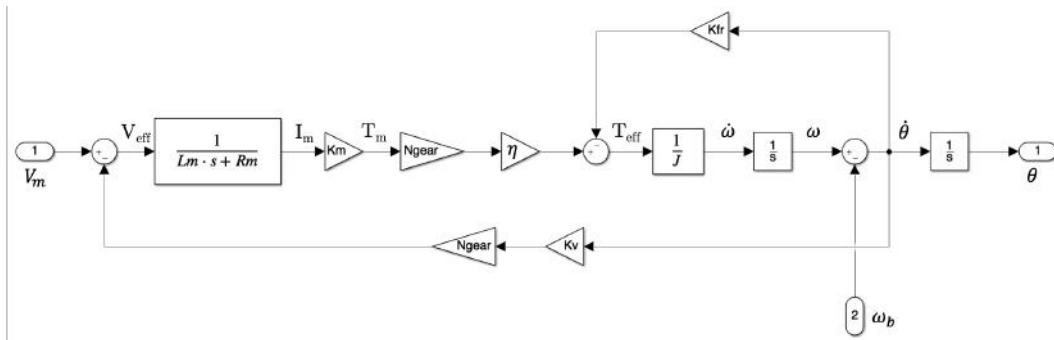 Kfr
V_eff I_m T_m T_eff ω̇ ω θ̇
1 + - 1 / (Lm · s + Rm) Km Ngear η + - 1/J 1/s + - 1/s 1
V_m θ
Ngear Kv
2 ω_b